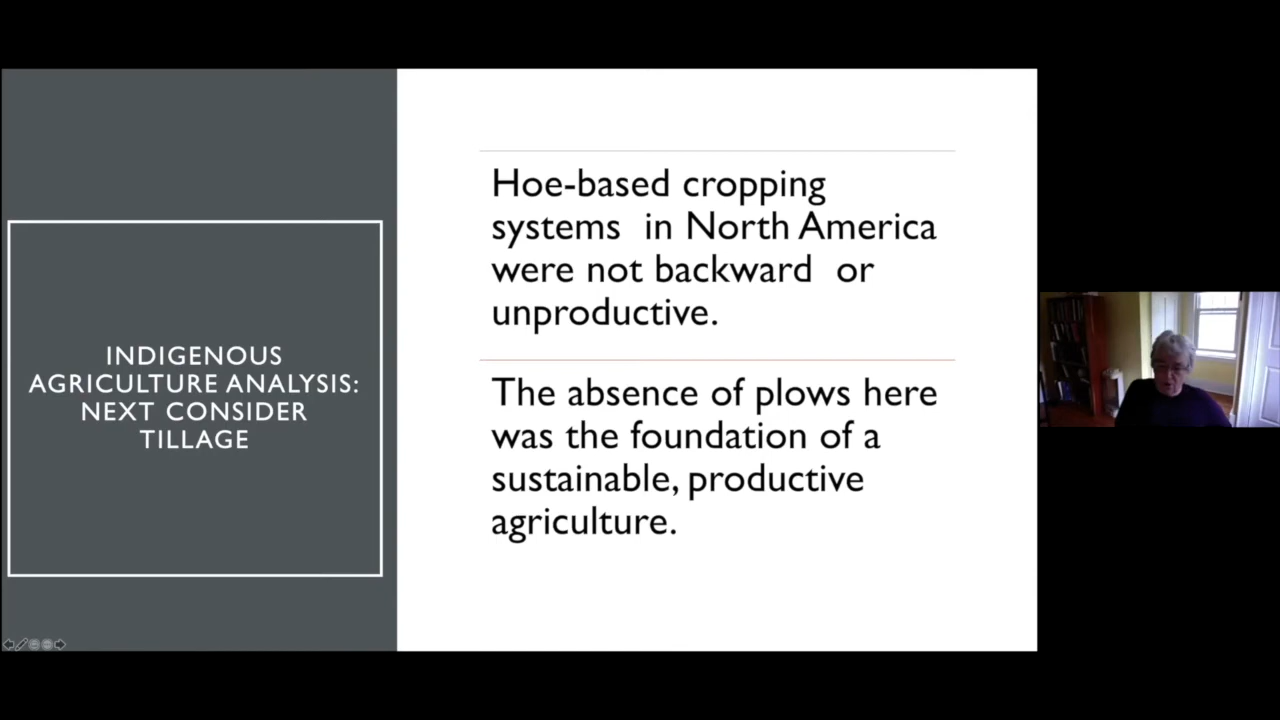 INDIGENOUS
AGRICULTURE ANALYSIS:
NEXT CONSIDER
TILLAGE
Hoe-based cropping
systems in North America
were not backward or
unproductive.
The absence of plows here
was the foundation of a
sustainable, productive
agriculture.